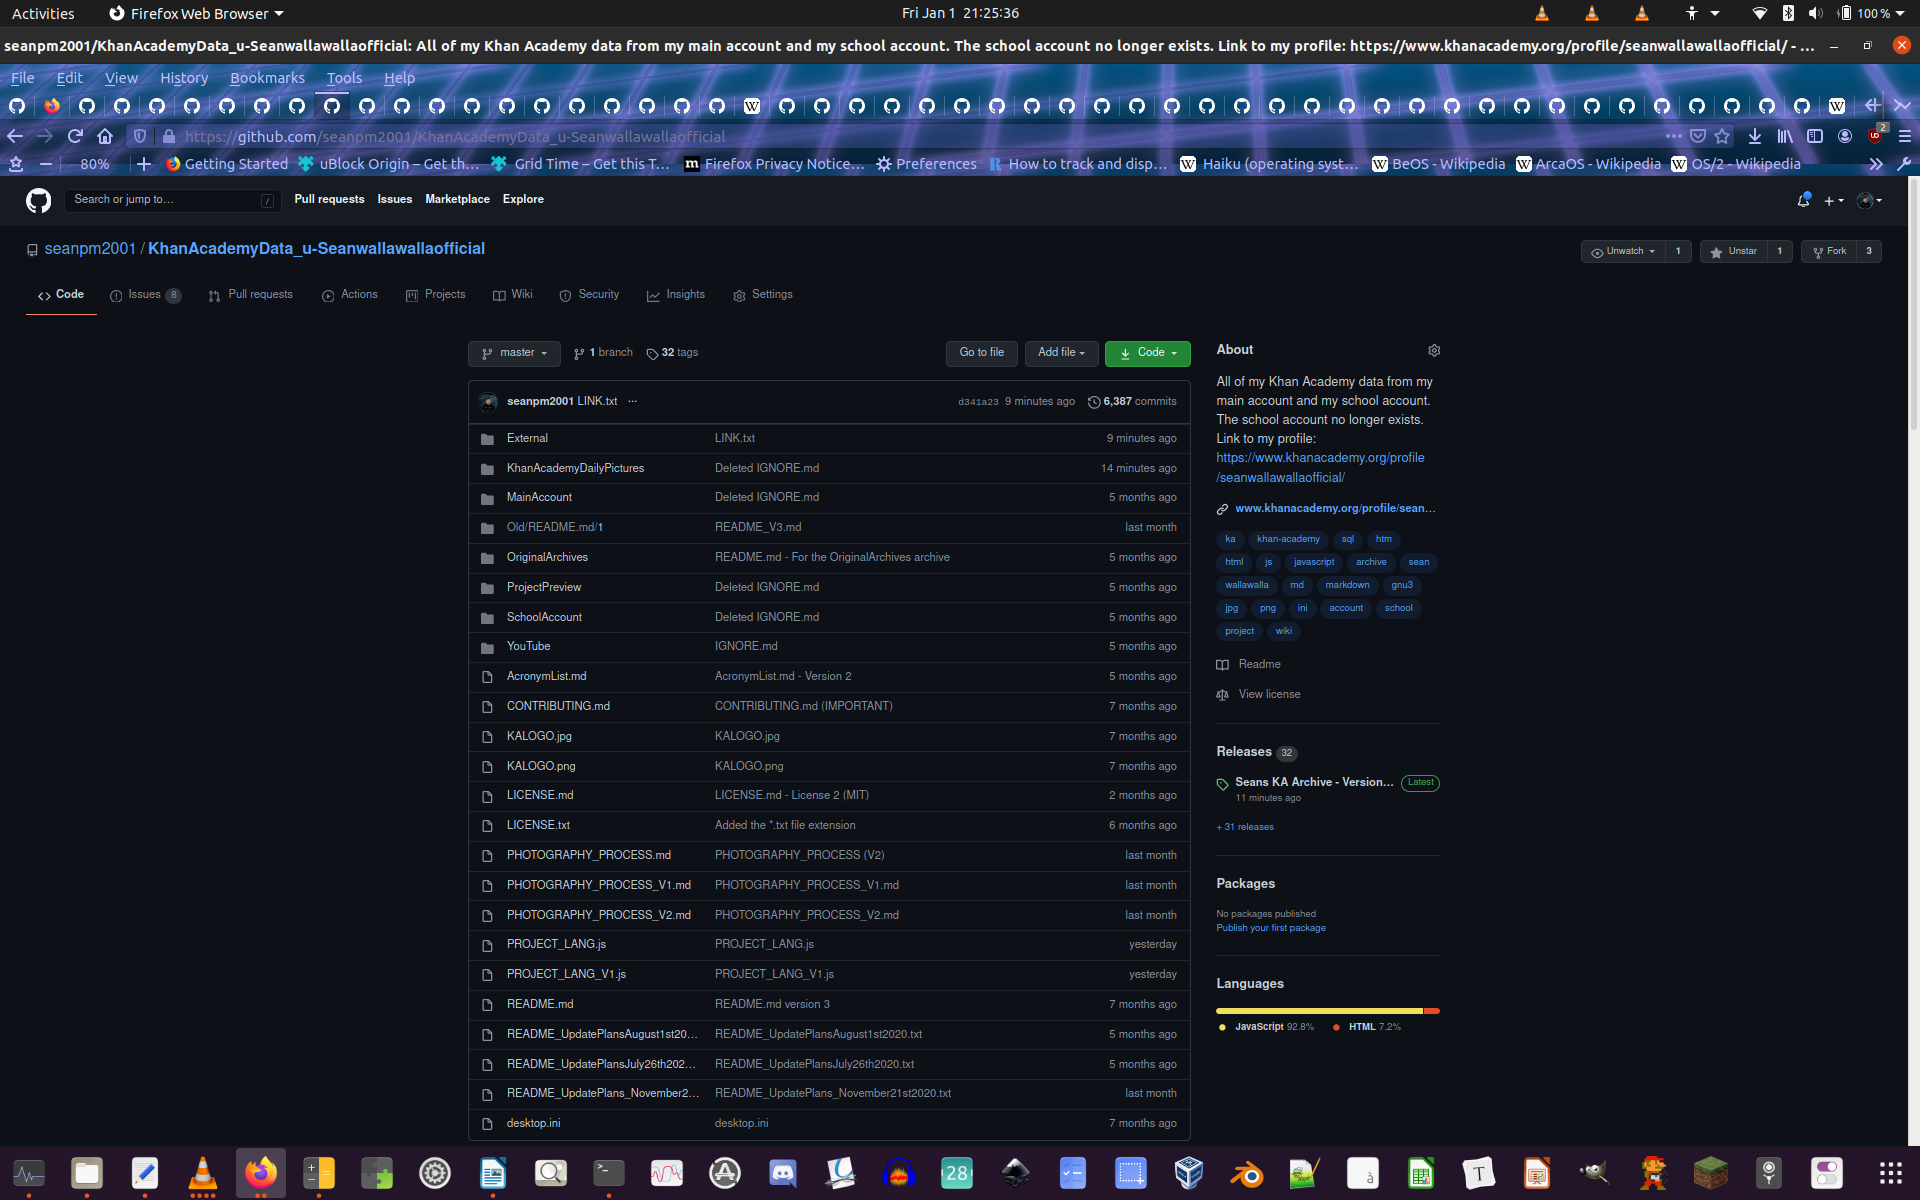 Activities
Firefox Web Browser
Fri Jan 1 21:25:36
100 %
seanpm2001/KhanAcademyData_u-Seanwallawallaofficial: All of my Khan Academy data from my main account and my school account. The school account no longer exists. Link to my profile: https://www.khanacademy.org/profile/seanwallawallaofficial/ - ...
File Edit View History Bookmarks Tools Help
https://github.com/seanpm2001/KhanAcademyData_u-Seanwallawallaofficial
2
80%
Getting Started
uBlock Origin – Get th…
Grid Time – Get this T…
Firefox Privacy Notice…
Preferences
How to track and disp…
Haiku (operating syst…
BeOS - Wikipedia
ArcaOS - Wikipedia
OS/2 - Wikipedia
Search or jump to…
/
Pull requests
Issues
Marketplace
Explore
seanpm2001 / KhanAcademyData_u-Seanwallawallaofficial
Unwatch 1
Unstar 1
Fork 3
Code
Issues 8
Pull requests
Actions
Projects
Wiki
Security
Insights
Settings
master
1 branch
32 tags
Go to file
Add file
Code
seanpm2001 LINK.txt ...
d341a23 9 minutes ago
6,387 commits
External LINK.txt 9 minutes ago
KhanAcademyDailyPictures Deleted IGNORE.md 14 minutes ago
MainAccount Deleted IGNORE.md 5 months ago
Old/README.md/1 README_V3.md last month
OriginalArchives README.md - For the OriginalArchives archive 5 months ago
ProjectPreview Deleted IGNORE.md 5 months ago
SchoolAccount Deleted IGNORE.md 5 months ago
YouTube IGNORE.md 5 months ago
AcronymList.md AcronymList.md - Version 2 5 months ago
CONTRIBUTING.md CONTRIBUTING.md (IMPORTANT) 7 months ago
KALOGO.jpg KALOGO.jpg 7 months ago
KALOGO.png KALOGO.png 7 months ago
LICENSE.md LICENSE.md - License 2 (MIT) 2 months ago
LICENSE.txt Added the *.txt file extension 6 months ago
PHOTOGRAPHY_PROCESS.md PHOTOGRAPHY_PROCESS (V2) last month
PHOTOGRAPHY_PROCESS_V1.md PHOTOGRAPHY_PROCESS_V1.md last month
PHOTOGRAPHY_PROCESS_V2.md PHOTOGRAPHY_PROCESS_V2.md last month
PROJECT_LANG.js PROJECT_LANG.js yesterday
PROJECT_LANG_V1.js PROJECT_LANG_V1.js yesterday
README.md README.md version 3 7 months ago
README_UpdatePlansAugust1st20… README_UpdatePlansAugust1st2020.txt 5 months ago
README_UpdatePlansJuly26th202… README_UpdatePlansJuly26th2020.txt 5 months ago
README_UpdatePlans_November2… README_UpdatePlans_November21st2020.txt last month
desktop.ini desktop.ini 7 months ago
About
All of my Khan Academy data from my
main account and my school account.
The school account no longer exists.
Link to my profile:
https://www.khanacademy.org/profile
/seanwallawallaofficial/
www.khanacademy.org/profile/sean…
ka khan-academy sql htm
html js javascript archive sean
wallawalla md markdown gnu3
jpg png ini account school
project wiki
Readme
View license
Releases 32
Seans KA Archive - Version… Latest
11 minutes ago
+ 31 releases
Packages
No packages published
Publish your first package
Languages
JavaScript 92.8% HTML 7.2%
28